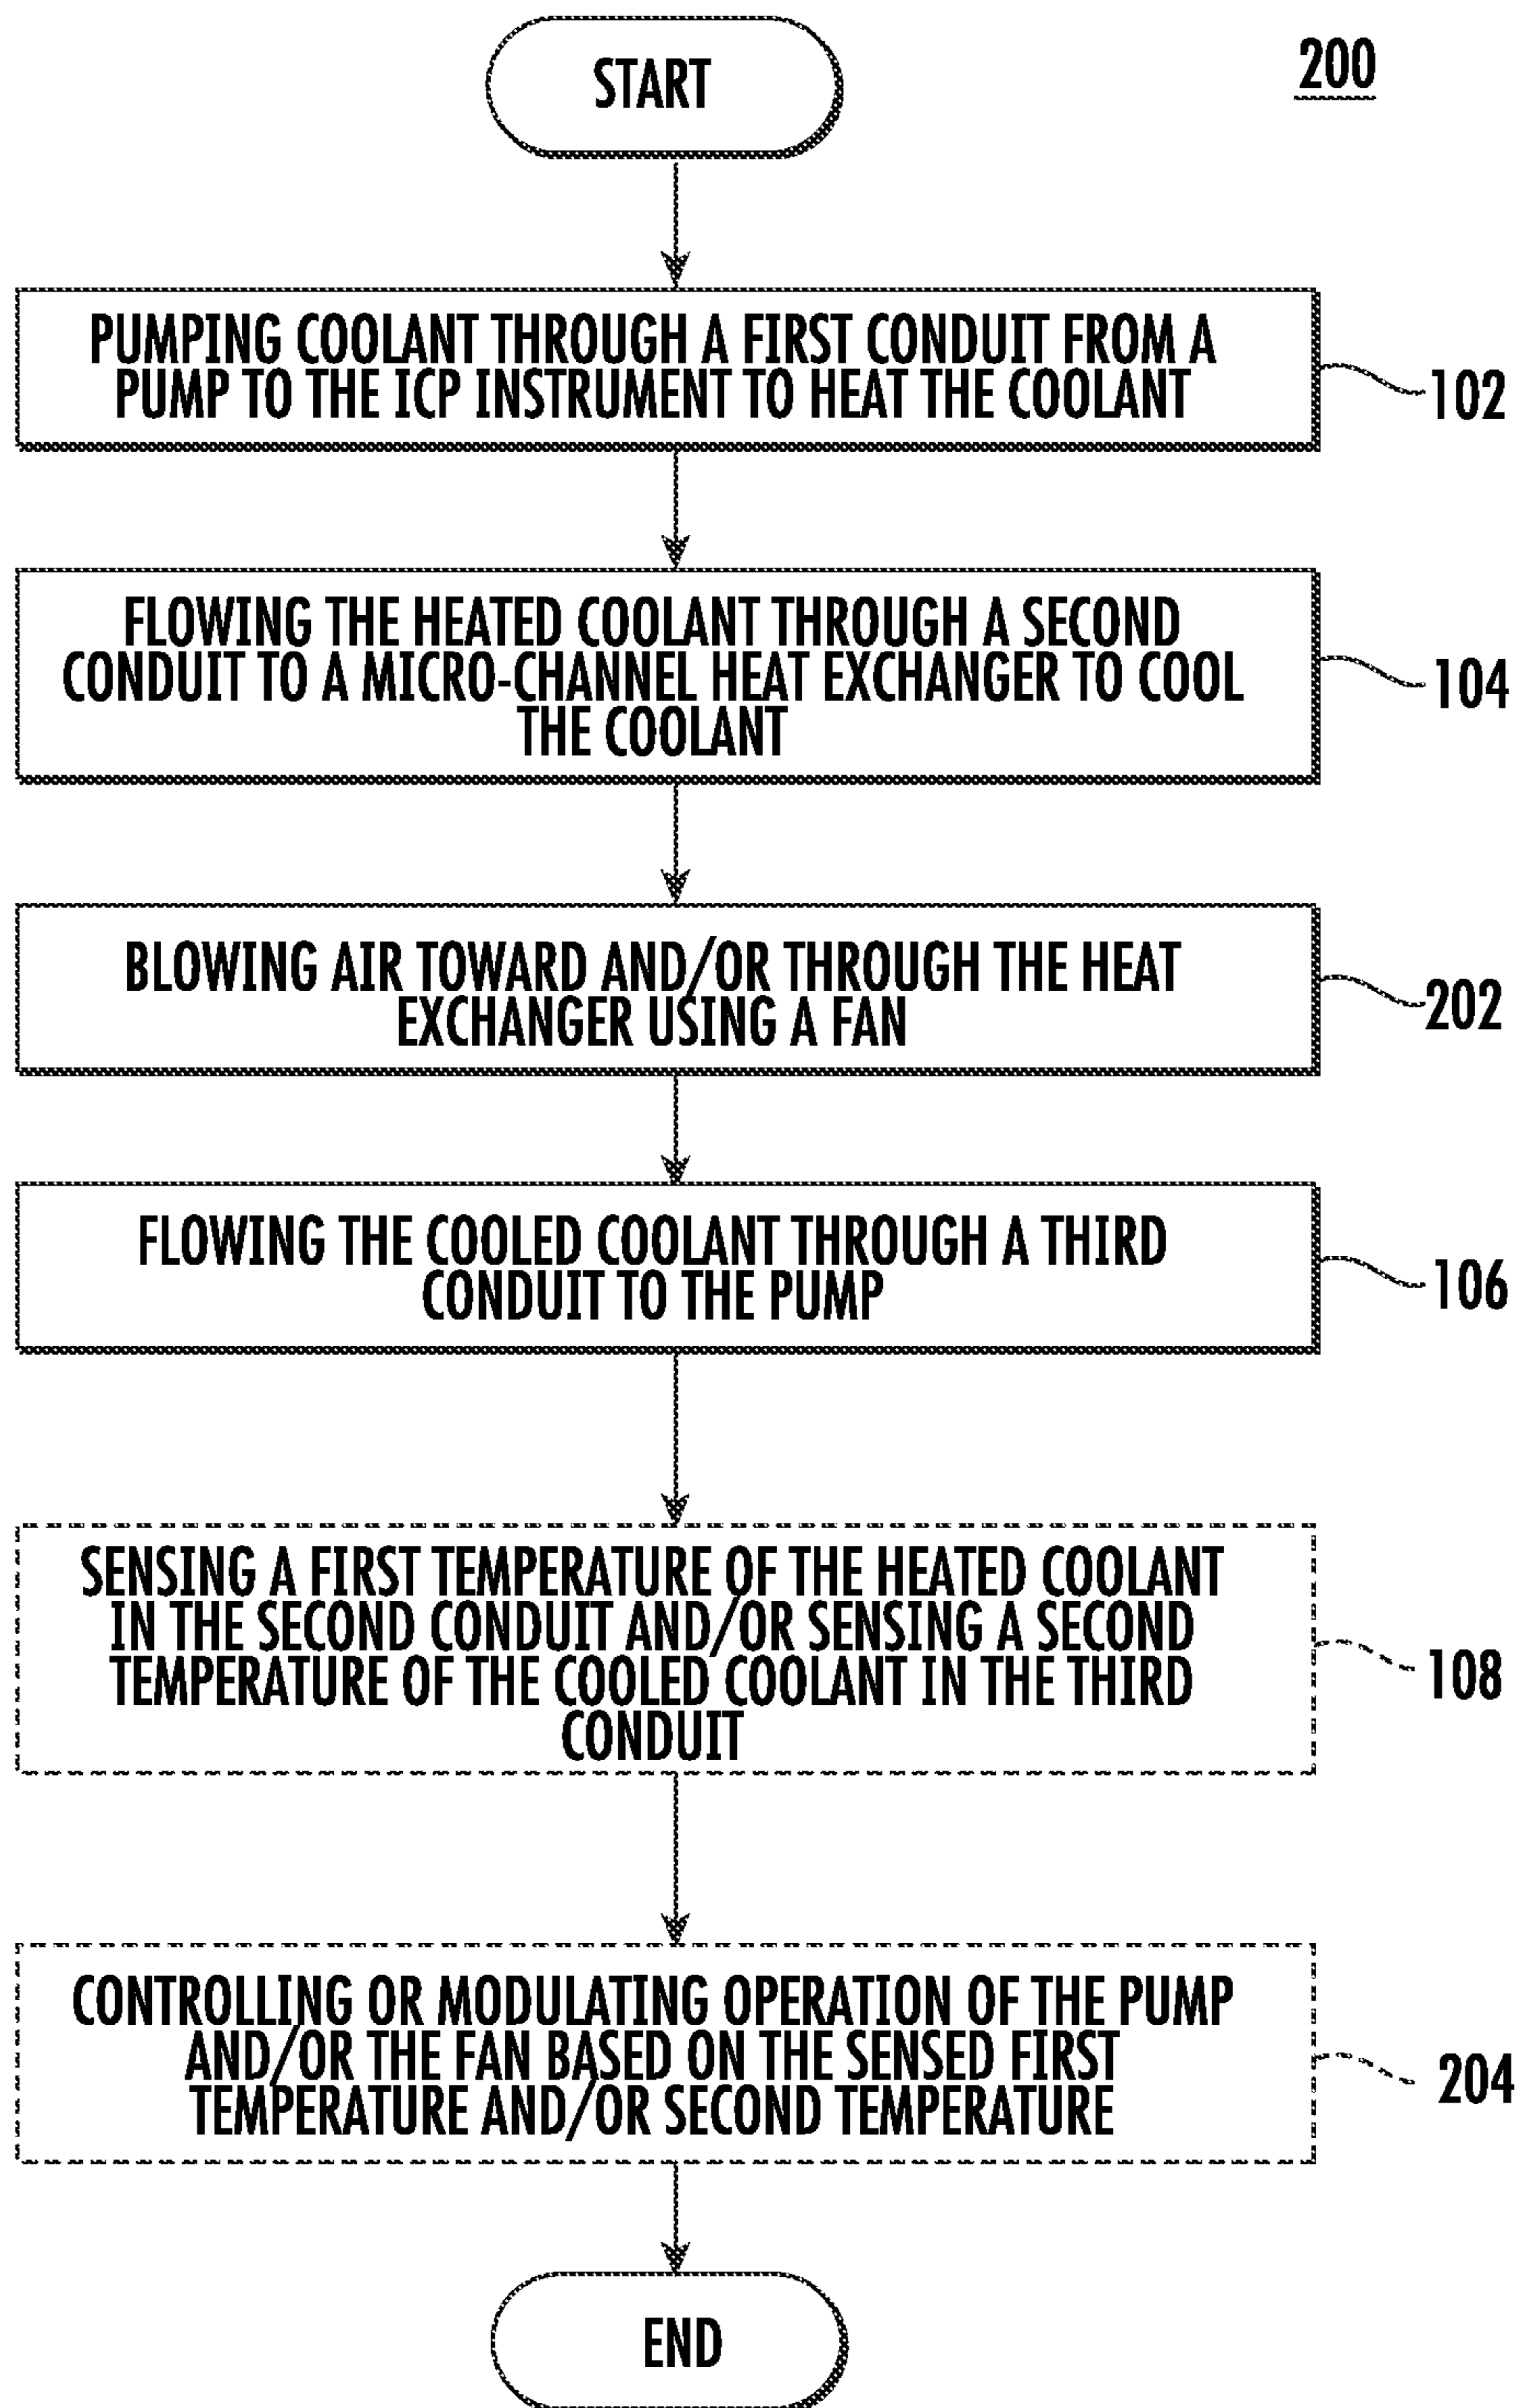 START
200
PUMPING COOLANT THROUGH A FIRST CONDUIT FROM A
PUMP TO THE ICP INSTRUMENT TO HEAT THE COOLANT
102
FLOWING THE HEATED COOLANT THROUGH A SECOND
CONDUIT TO A MICRO-CHANNEL HEAT EXCHANGER TO COOL
THE COOLANT
104
BLOWING AIR TOWARD AND/OR THROUGH THE HEAT
EXCHANGER USING A FAN
202
FLOWING THE COOLED COOLANT THROUGH A THIRD
CONDUIT TO THE PUMP
106
SENSING A FIRST TEMPERATURE OF THE HEATED COOLANT
IN THE SECOND CONDUIT AND/OR SENSING A SECOND
TEMPERATURE OF THE COOLED COOLANT IN THE THIRD
CONDUIT
108
CONTROLLING OR MODULATING OPERATION OF THE PUMP
AND/OR THE FAN BASED ON THE SENSED FIRST
TEMPERATURE AND/OR SECOND TEMPERATURE
204
END